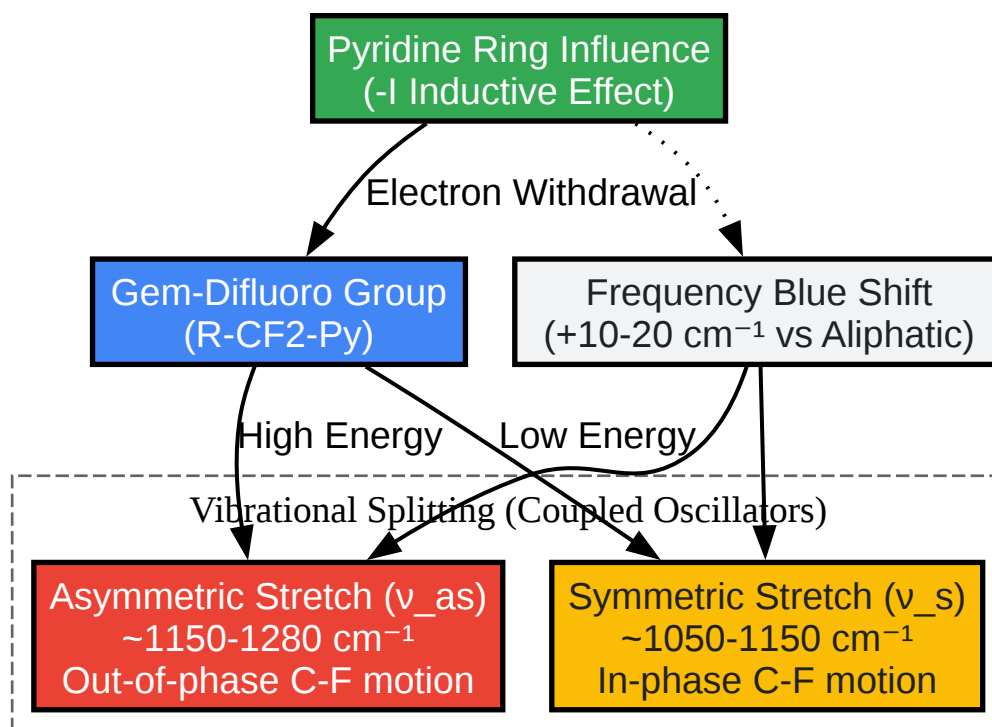 Pyridine Ring Influence
(-I Inductive Effect)
Electron Withdrawal
Gem-Difluoro Group
(R-CF2-Py)
Frequency Blue Shift
(+10-20 cm⁻¹ vs Aliphatic)
High Energy
Low Energy
Vibrational Splitting (Coupled Oscillators)
Asymmetric Stretch (ν_as)
~1150-1280 cm⁻¹
Out-of-phase C-F motion
Symmetric Stretch (ν_s)
~1050-1150 cm⁻¹
In-phase C-F motion